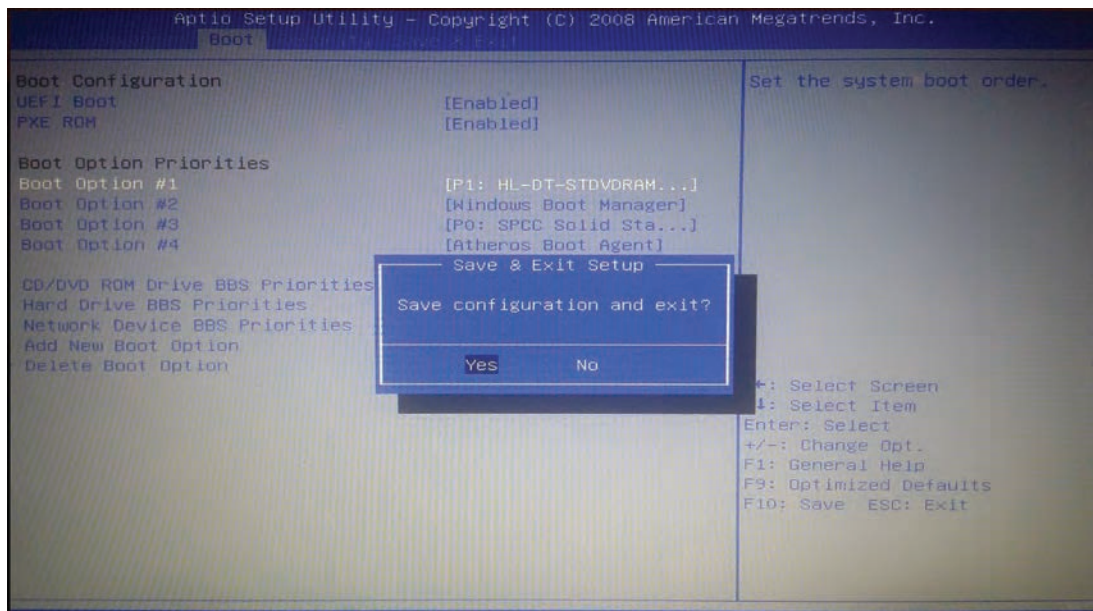 Aptio Setup Utility - Copyright (C) 2008 American Megatrends, Inc.
Boot
Boot Configuration
UEFI Boot [Enabled]
PXE ROM [Enabled]
Boot Option Priorities
Boot Option #1 [P1: HL-DT-STDVDRAM...]
Boot Option #2 [Windows Boot Manager]
Boot Option #3 [P0: SPCC Solid Sta...]
Boot Option #4 [Atheros Boot Agent]
CD/DVD ROM Drive BBS Priorities
Hard Drive BBS Priorities
Network Device BBS Priorities
Add New Boot Option
Delete Boot Option
Save & Exit Setup
Save configuration and exit?
Yes No
Set the system boot order.
←: Select Screen
↓: Select Item
Enter: Select
+/-: Change Opt.
F1: General Help
F9: Optimized Defaults
F10: Save ESC: Exit